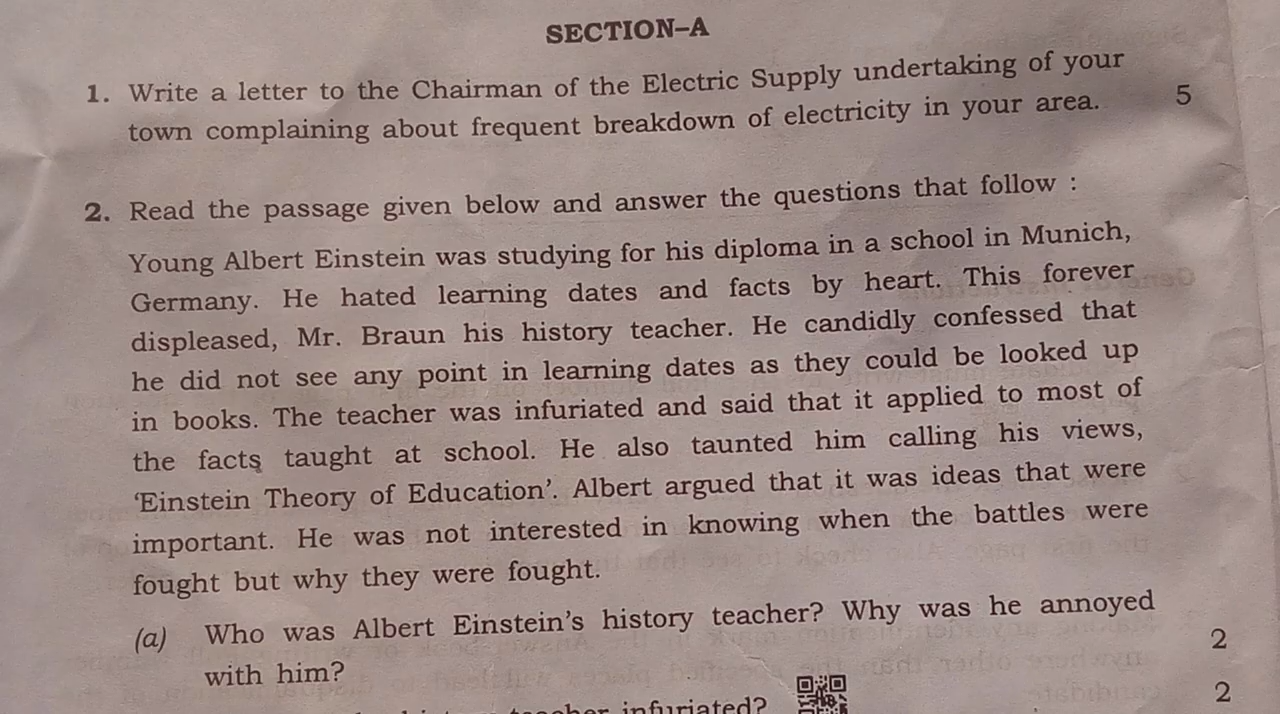 SECTION–A
1. Write a letter to the Chairman of the Electric Supply undertaking of your
town complaining about frequent breakdown of electricity in your area. 5
2. Read the passage given below and answer the questions that follow :
Young Albert Einstein was studying for his diploma in a school in Munich,
Germany. He hated learning dates and facts by heart. This forever
displeased, Mr. Braun his history teacher. He candidly confessed that
he did not see any point in learning dates as they could be looked up
in books. The teacher was infuriated and said that it applied to most of
the facts taught at school. He also taunted him calling his views,
‘Einstein Theory of Education’. Albert argued that it was ideas that were
important. He was not interested in knowing when the battles were
fought but why they were fought.
(a) Who was Albert Einstein’s history teacher? Why was he annoyed
with him? 2
teacher infuriated? 2